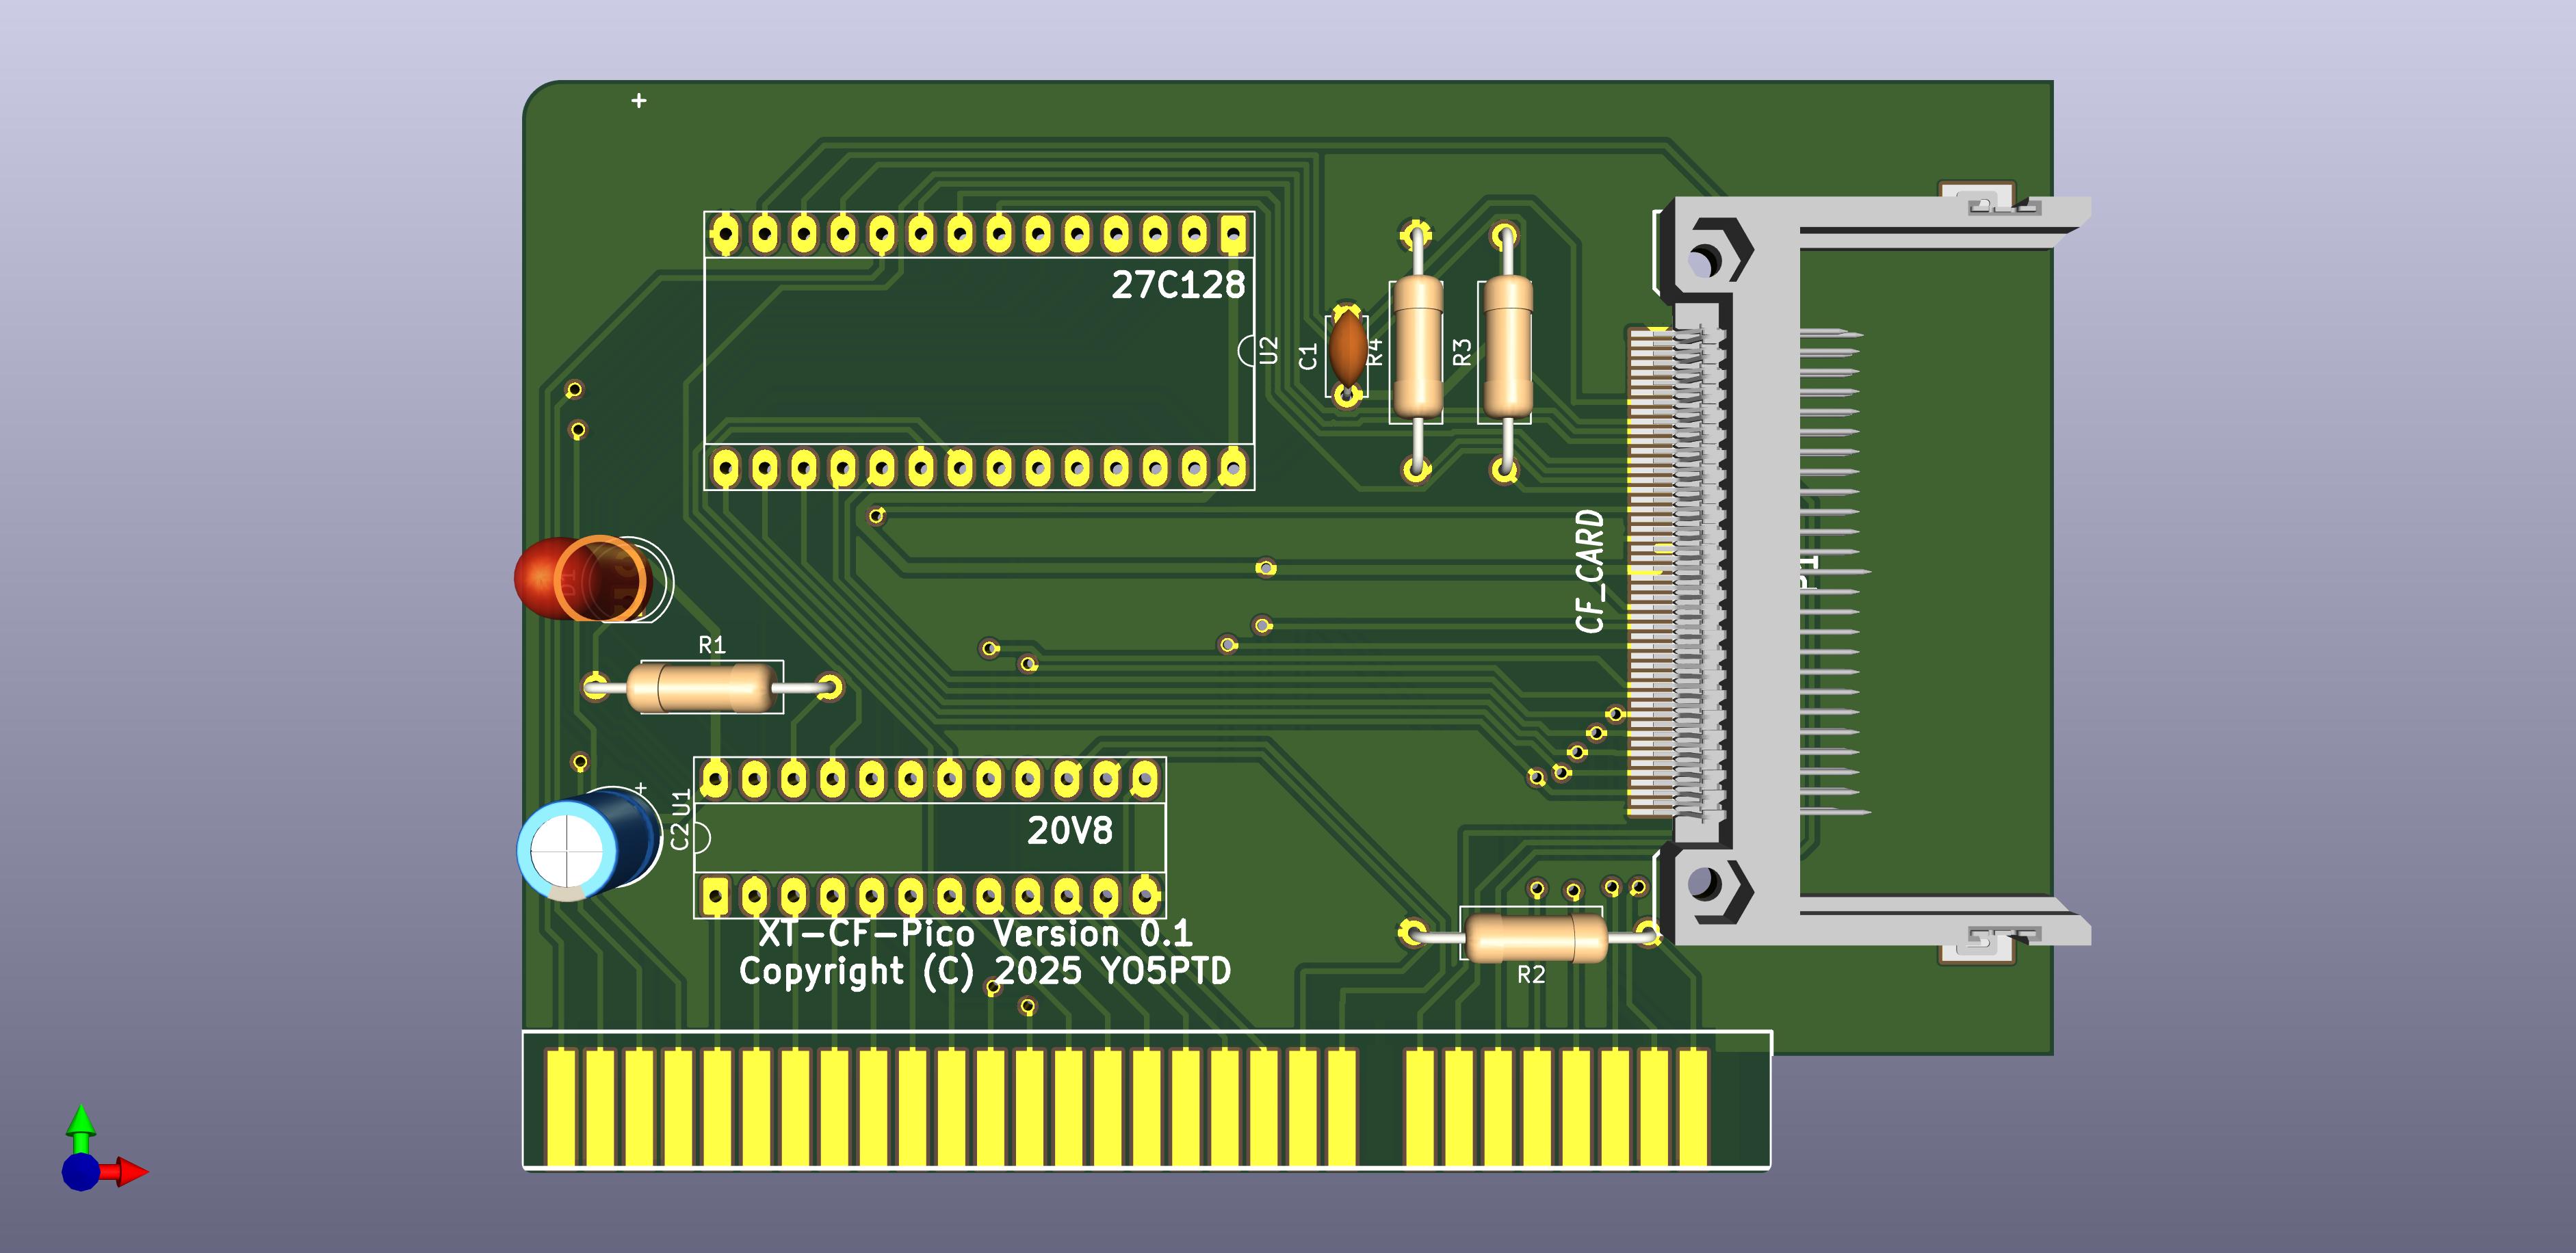 +
27C128
U2
C1
R4
R3
CF_CARD
D1
R1
+
U1
C2
20V8
XT-CF-Pico Version 0.1
Copyright (C) 2025 YO5PTD
R2